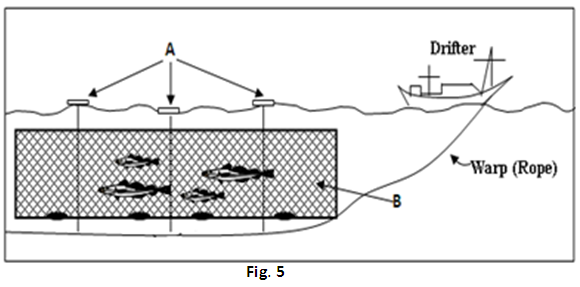 A
Drifter
Warp (Rope)
B
Fig. 5